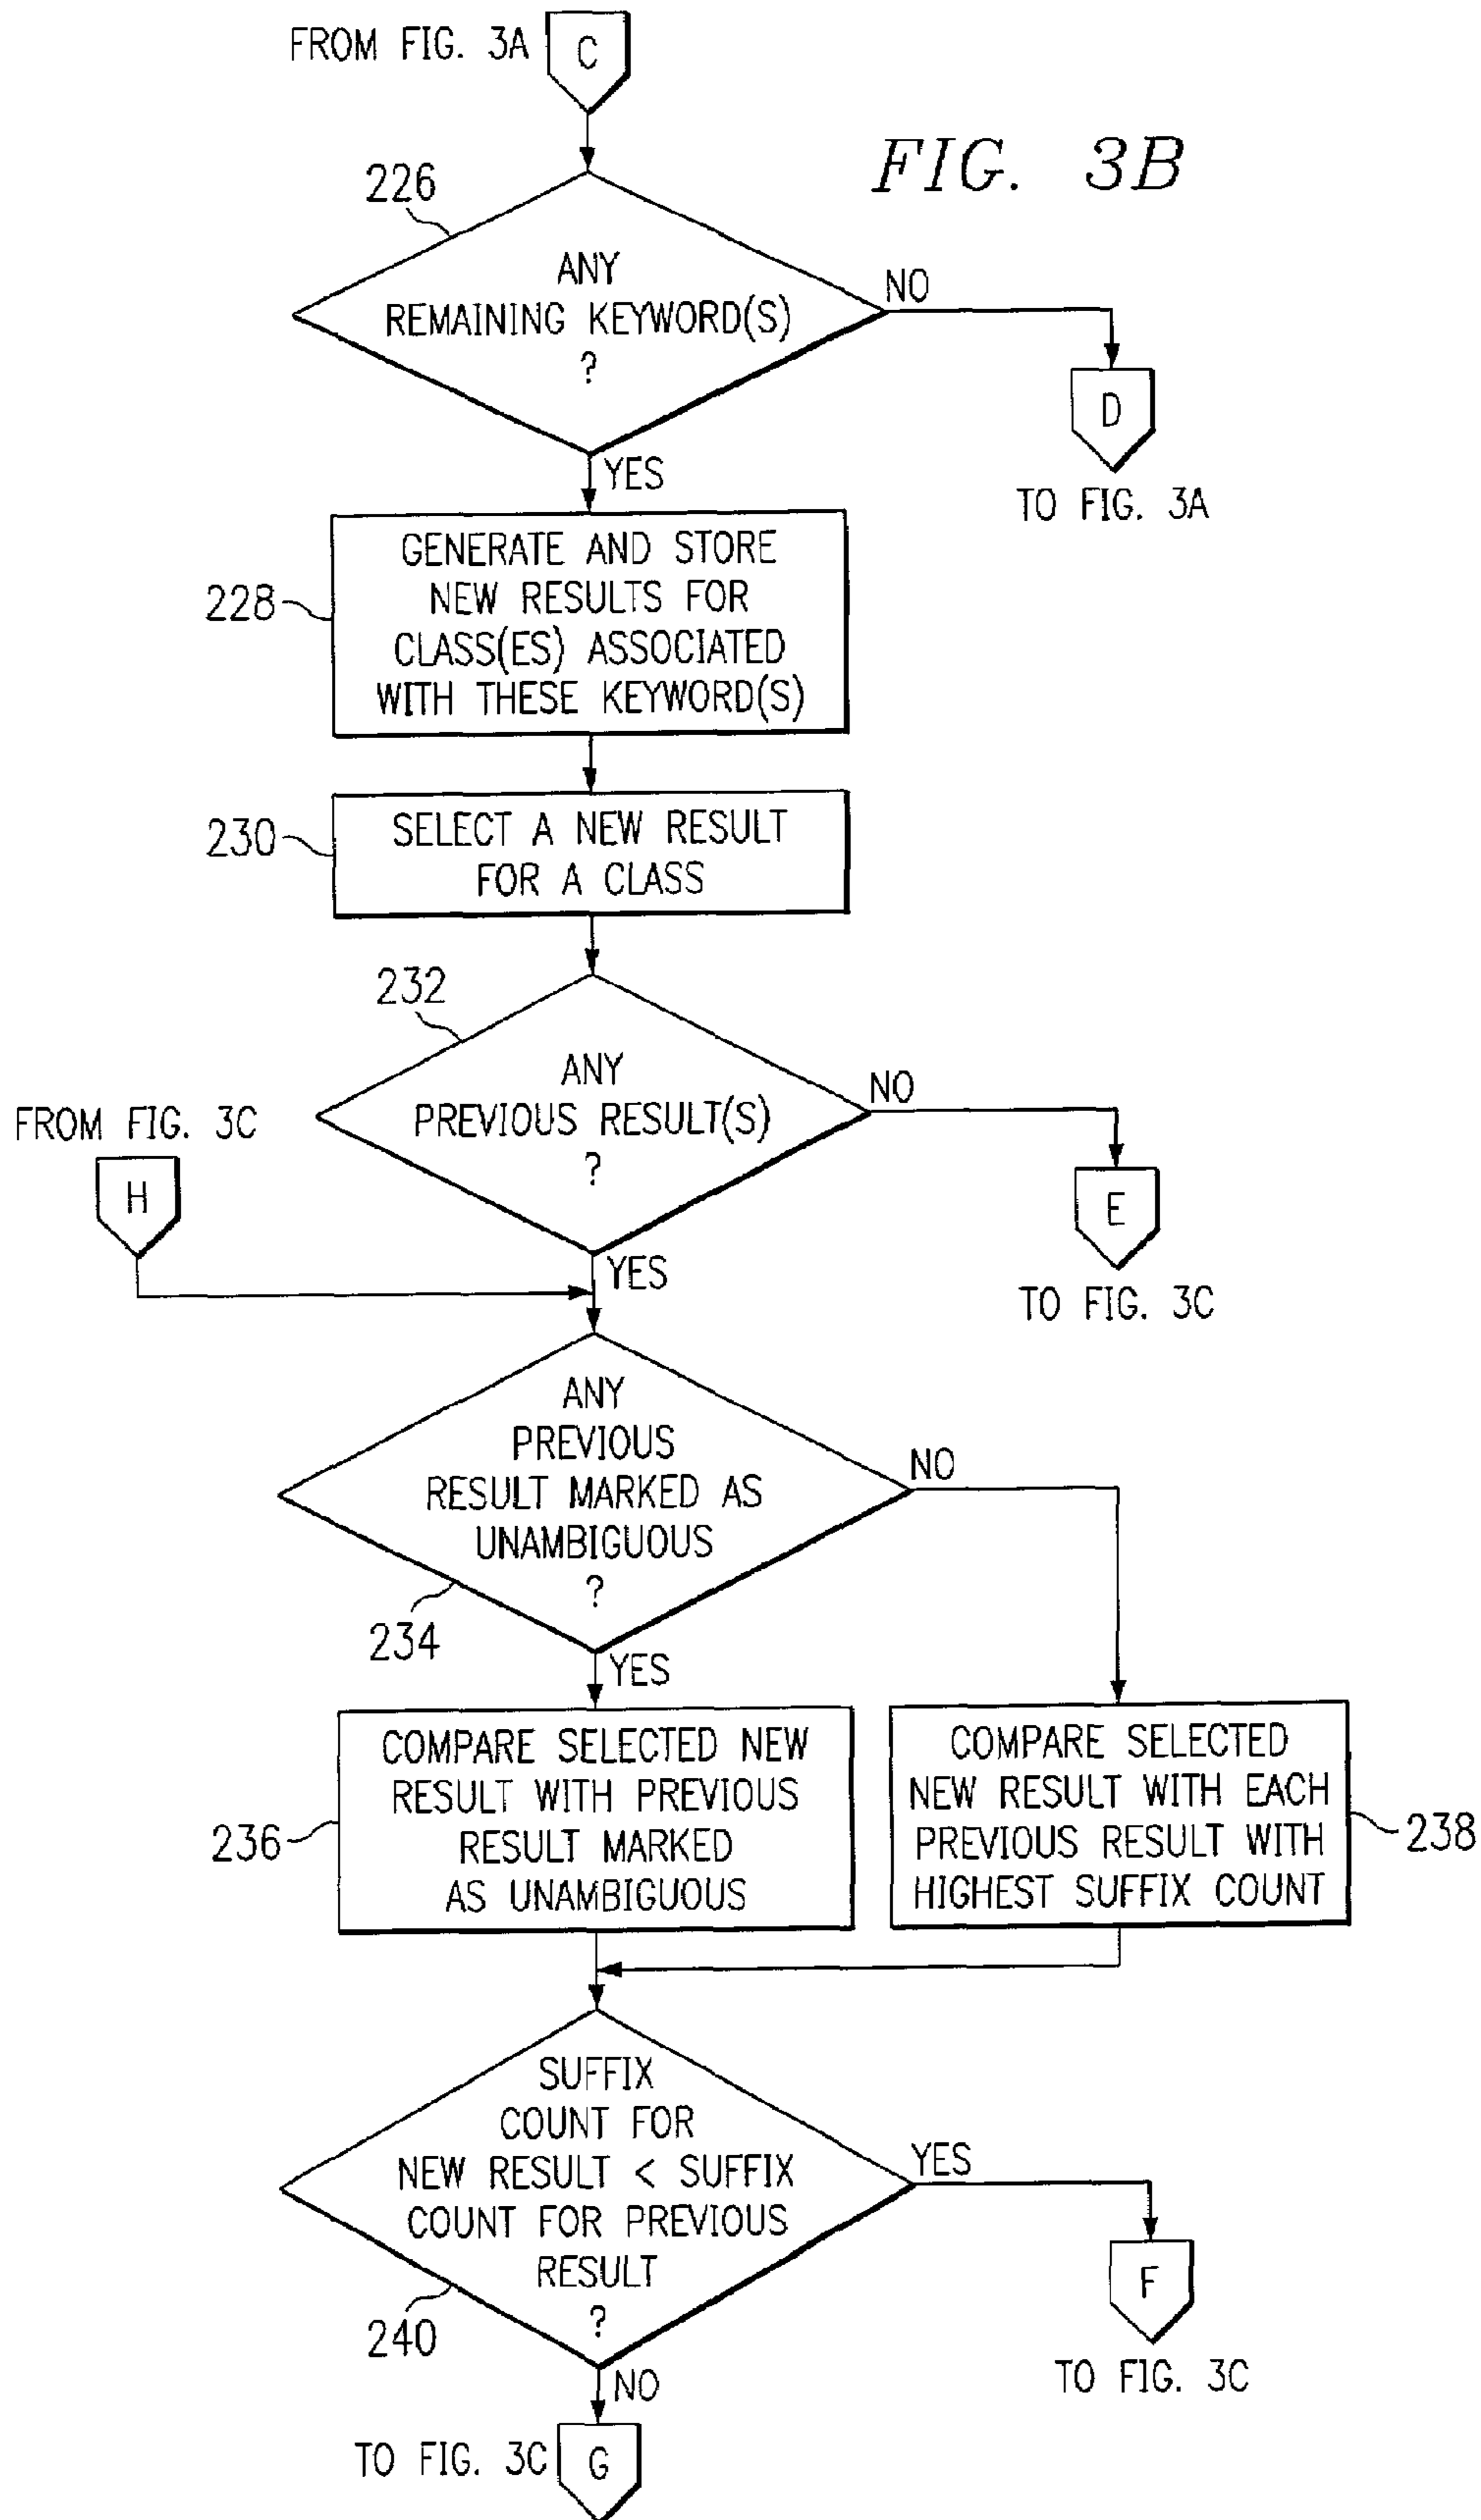 FROM FIG. 3A
C
FIG. 3B
226
ANY
REMAINING KEYWORD(S)
?
NO
D
TO FIG. 3A
YES
228
GENERATE AND STORE
NEW RESULTS FOR
CLASS(ES) ASSOCIATED
WITH THESE KEYWORD(S)
230
SELECT A NEW RESULT
FOR A CLASS
232
ANY
PREVIOUS RESULT(S)
?
NO
E
TO FIG. 3C
FROM FIG. 3C
H
YES
ANY
PREVIOUS
RESULT MARKED AS
UNAMBIGUOUS
?
NO
234
YES
236
COMPARE SELECTED NEW
RESULT WITH PREVIOUS
RESULT MARKED
AS UNAMBIGUOUS
COMPARE SELECTED
NEW RESULT WITH EACH
PREVIOUS RESULT WITH
HIGHEST SUFFIX COUNT
238
SUFFIX
COUNT FOR
NEW RESULT < SUFFIX
COUNT FOR PREVIOUS
RESULT
?
YES
F
TO FIG. 3C
240
NO
TO FIG. 3C
G